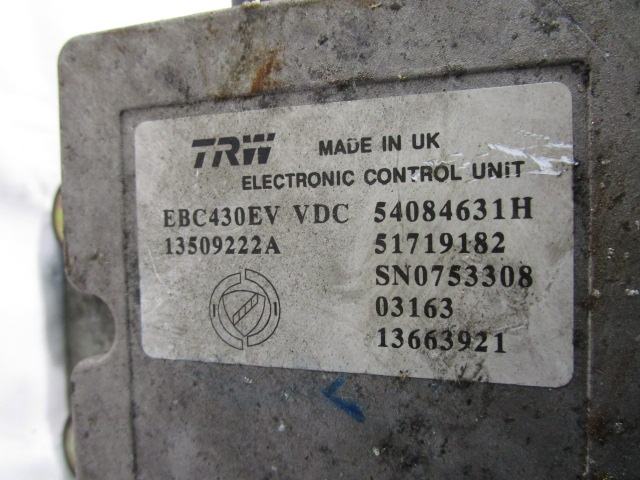 TRW MADE IN UK
ELECTRONIC CONTROL UNIT
EBC430EV VDC 54084631H
13509222A 51719182
SN0753308
03163
13663921